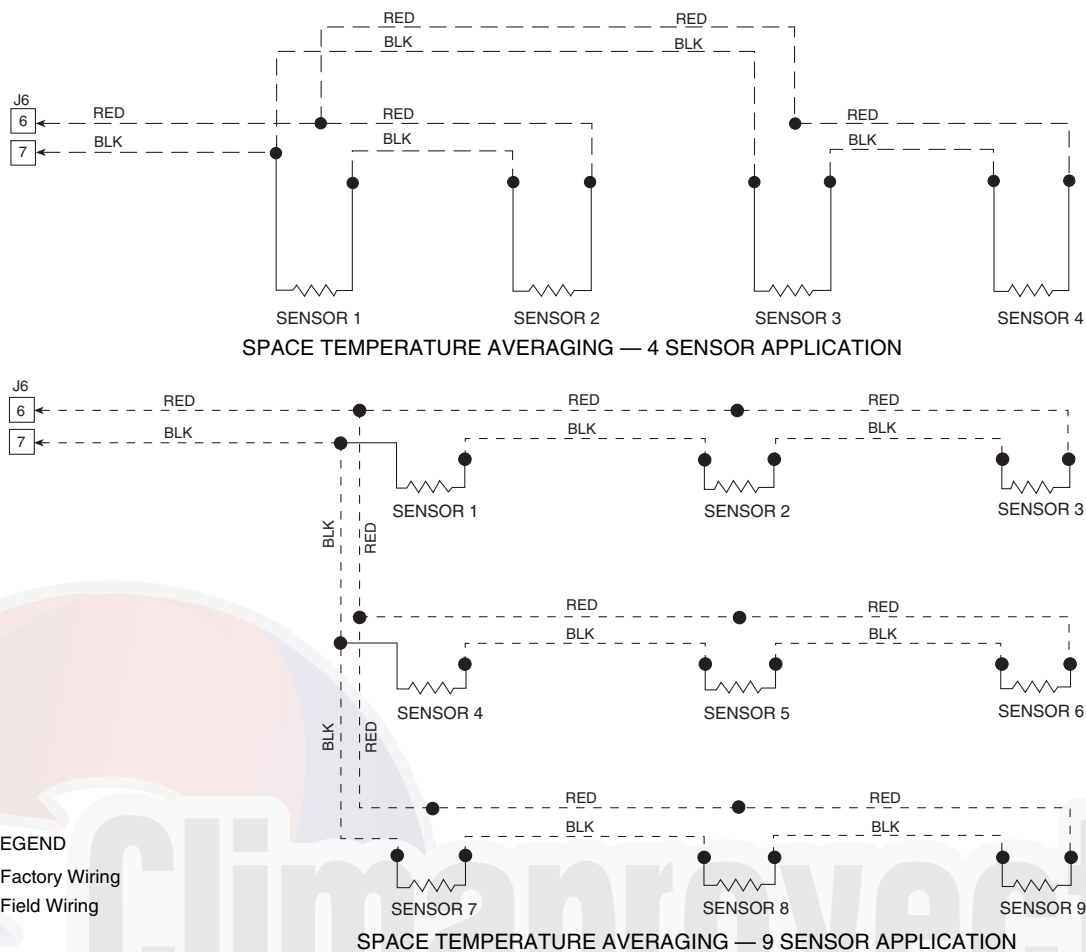 RED RED
BLK BLK
J6
6 RED RED RED
7 BLK BLK BLK
SENSOR 1 SENSOR 2 SENSOR 3 SENSOR 4
SPACE TEMPERATURE AVERAGING — 4 SENSOR APPLICATION
J6
6 RED RED RED
7 BLK BLK BLK
SENSOR 1 SENSOR 2 SENSOR 3
BLK RED
RED RED
BLK BLK
SENSOR 4 SENSOR 5 SENSOR 6
BLK RED
RED RED
BLK BLK
EGEND
Factory Wiring
Field Wiring
SENSOR 7 SENSOR 8 SENSOR 9
SPACE TEMPERATURE AVERAGING — 9 SENSOR APPLICATION